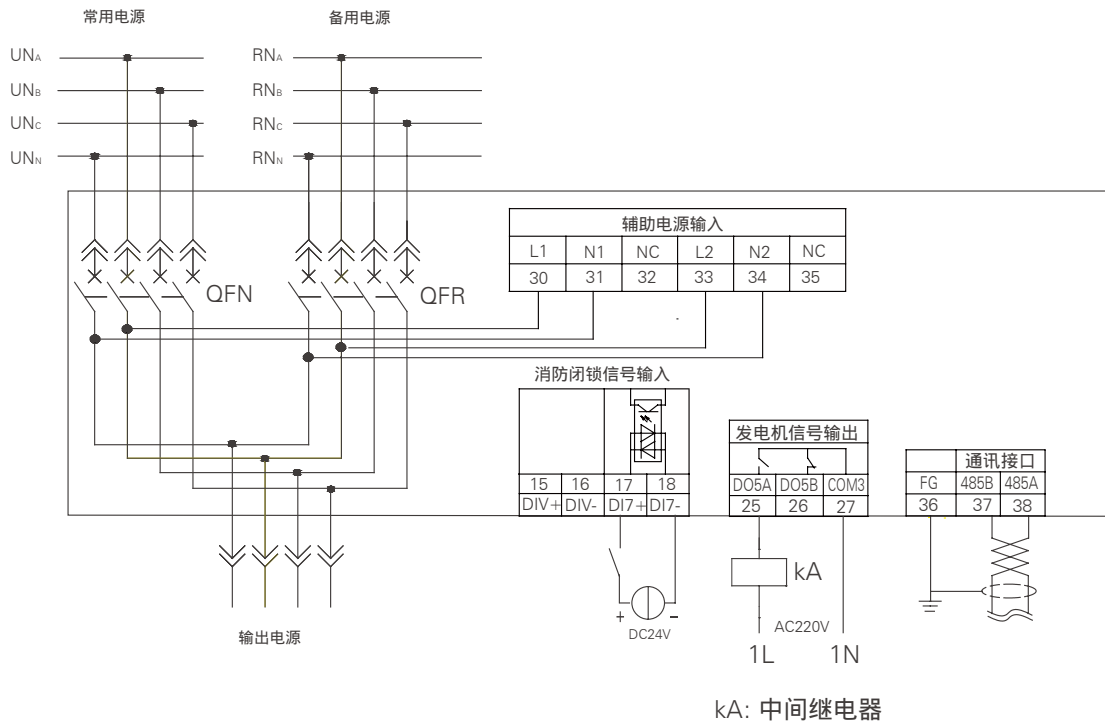 常用电源
备用电源
UNA
RNA
UNB
RNB
UNC
RNC
UNN
RNN
辅助电源输入
L1 N1 NC L2 N2 NC
30 31 32 33 34 35
QFN
QFR
消防闭锁信号输入
15 16 17 18
DIV+ DIV- DI7+ DI7-
发电机信号输出
DO5A DO5B COM3
25 26 27
通讯接口
FG 485B 485A
36 37 38
kA
+ -
DC24V
AC220V
1L 1N
输出电源
kA: 中间继电器